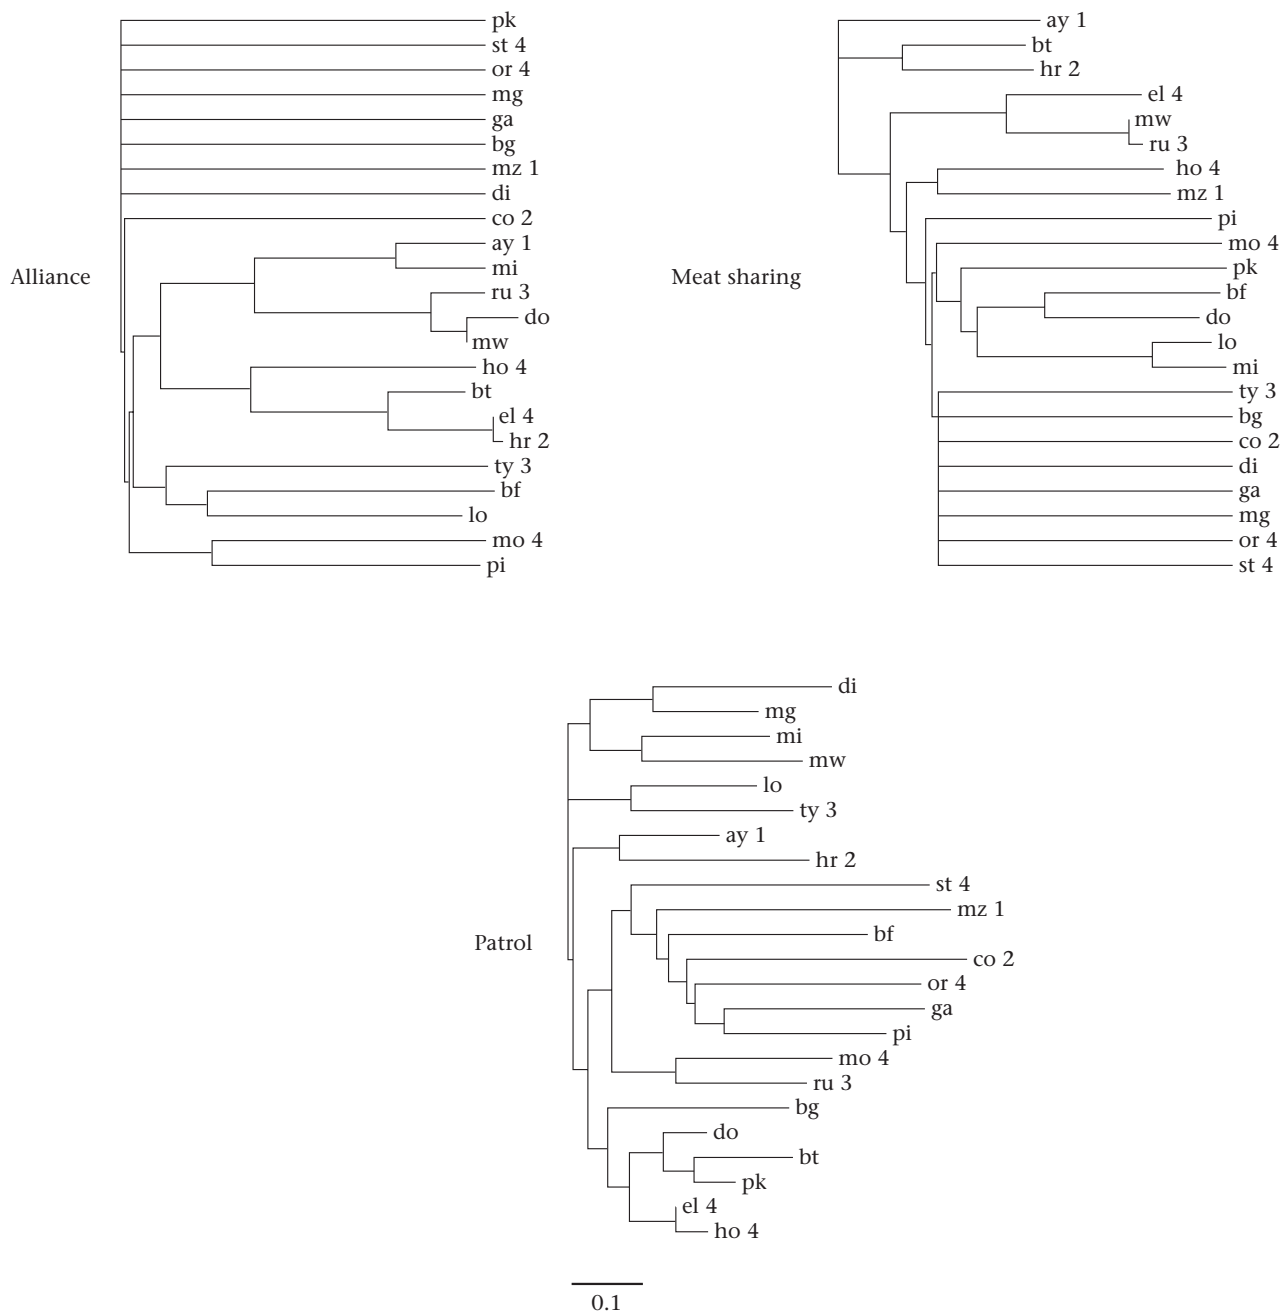 Alliance
pk
st 4
or 4
mg
ga
bg
mz 1
di
co 2
ay 1
mi
ru 3
do
mw
ho 4
bt
el 4
hr 2
ty 3
bf
lo
mo 4
pi
Meat sharing
ay 1
bt
hr 2
el 4
mw
ru 3
ho 4
mz 1
pi
mo 4
pk
bf
do
lo
mi
ty 3
bg
co 2
di
ga
mg
or 4
st 4
Patrol
di
mg
mi
mw
lo
ty 3
ay 1
hr 2
st 4
mz 1
bf
co 2
or 4
ga
pi
mo 4
ru 3
bg
do
bt
pk
el 4
ho 4
0.1